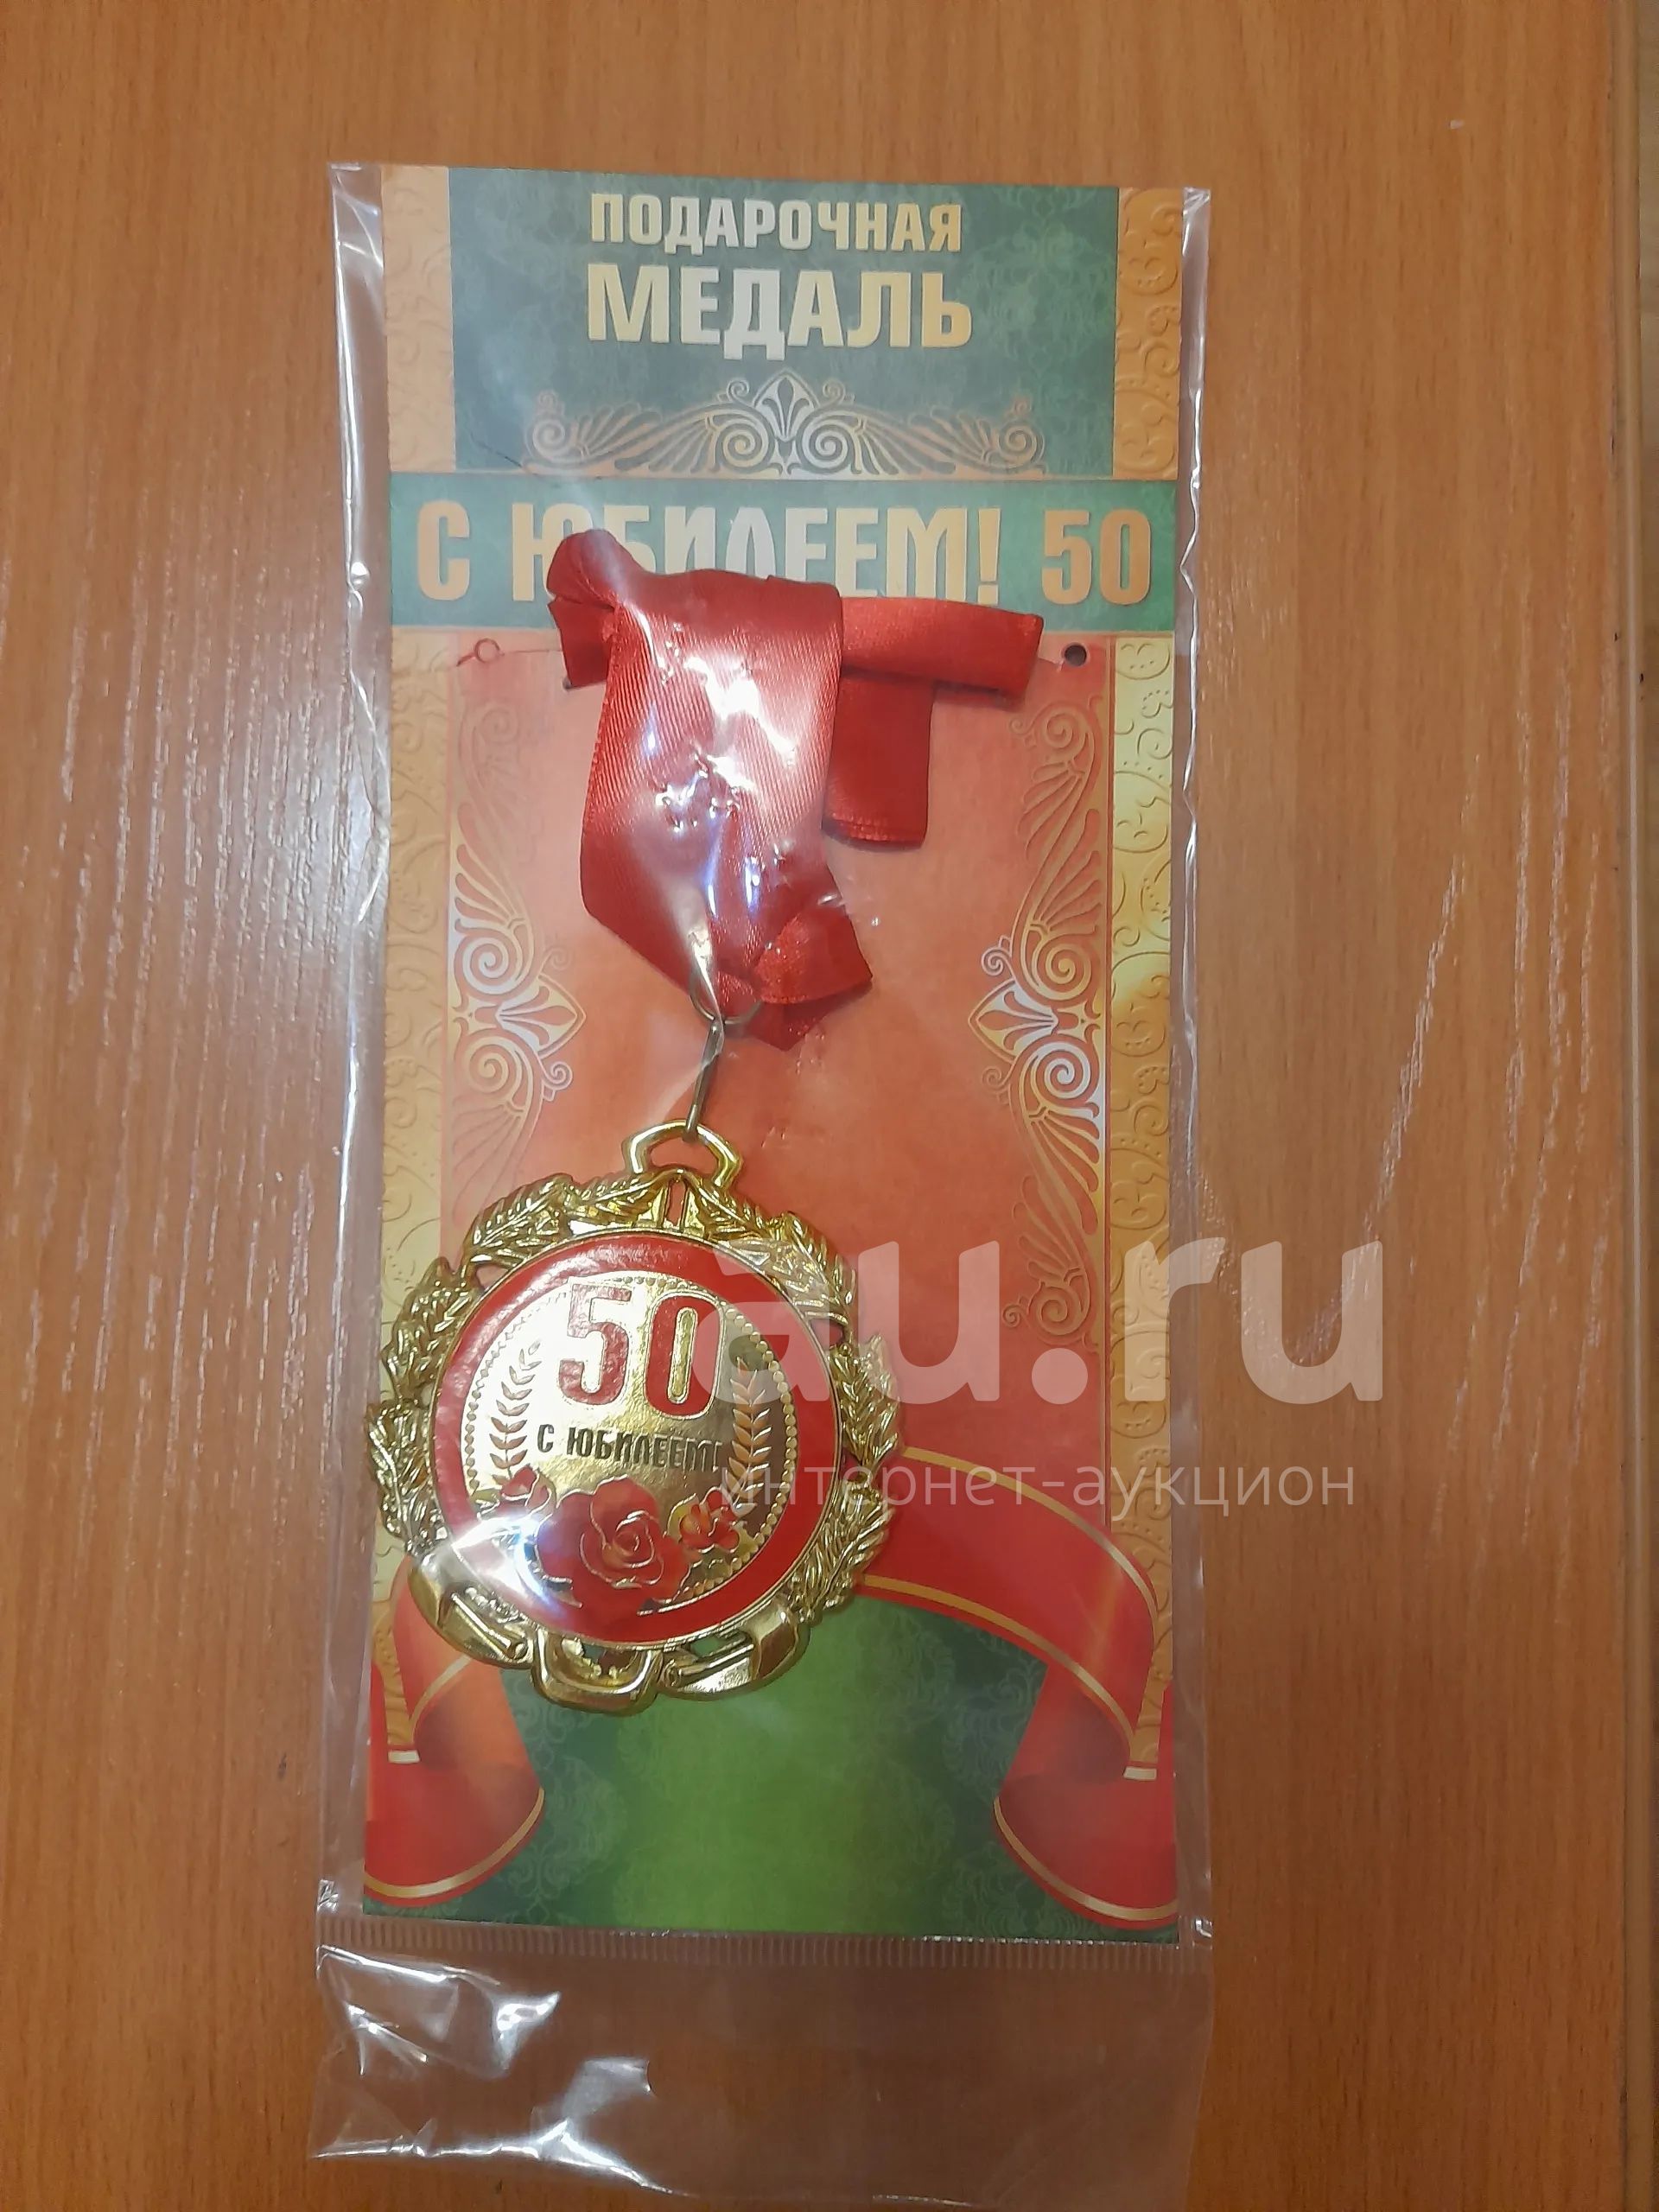 ПОДАРОЧНАЯ
МЕДАЛЬ
С ЮБИЛЕЕМ! 50
50
С ЮБИЛЕЕМ!
au.ru
интернет-аукцион